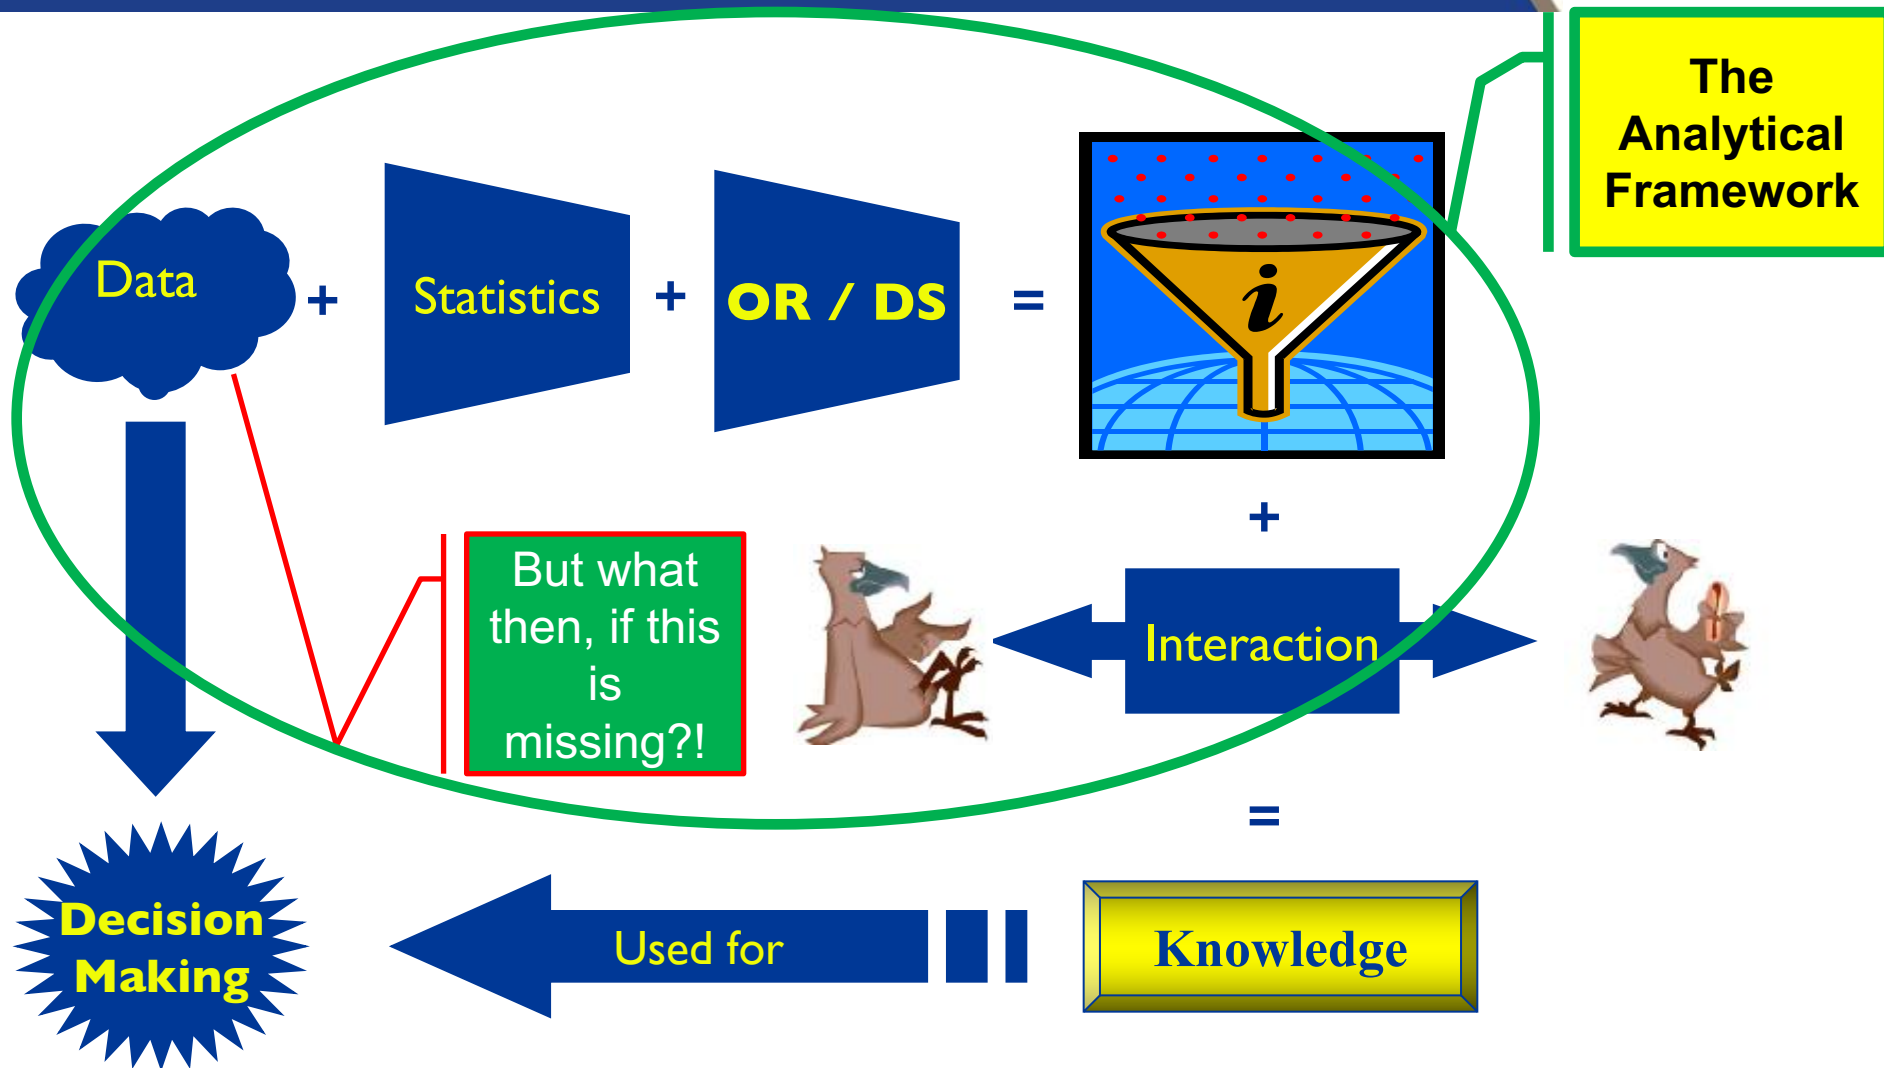 The
Analytical
Framework
Data
+
Statistics
+
OR / DS
=
i
+
But what
then, if this
is
missing?!
Interaction
=
Decision
Making
Used for
Knowledge